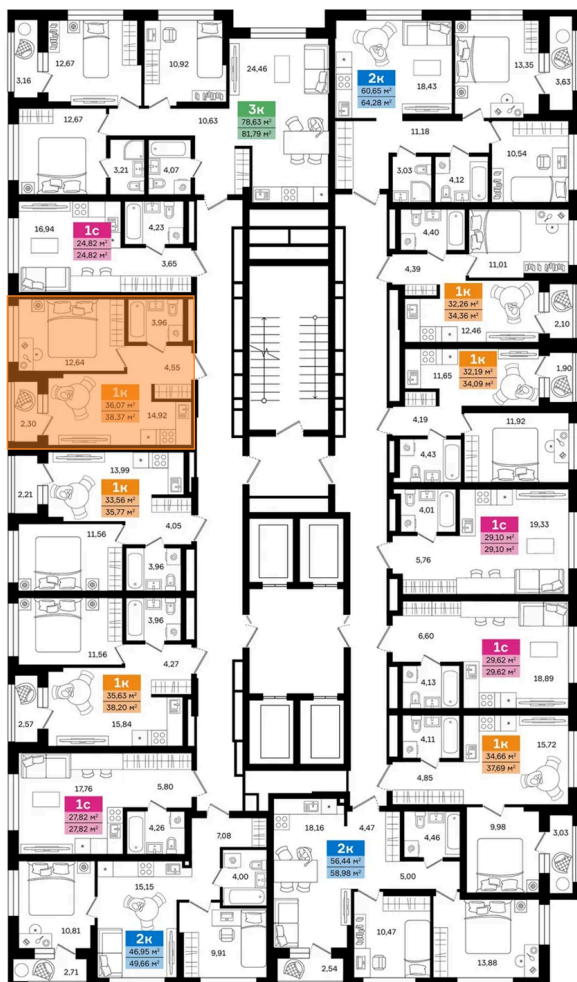 3,16
12,67
10,92
24,46
12,67
10,63
3к
78,63 м²
81,79 м²
3,21
4,07
2к
60,65 м²
64,28 м²
18,43
13,35
3,63
11,18
3,03
4,12
10,54
16,94
1с
24,82 м²
24,82 м²
4,23
3,65
4,40
4,39
11,01
1к
32,26 м²
34,36 м²
12,46
2,10
12,64
3,96
4,55
1к
36,07 м²
38,37 м²
2,30
14,92
11,65
1к
32,19 м²
34,09 м²
1,90
4,19
4,43
11,92
2,21
13,99
1к
33,56 м²
35,77 м²
4,05
11,56
3,96
4,01
1с
29,10 м²
29,10 м²
19,33
5,76
11,56
3,96
4,27
1к
35,63 м²
38,20 м²
2,57
15,84
6,60
1с
29,62 м²
29,62 м²
4,13
18,89
4,11
1к
34,66 м²
37,69 м²
15,72
4,85
17,76
5,80
1с
27,82 м²
27,82 м²
4,26
7,08
4,00
15,15
10,81
2к
46,95 м²
49,66 м²
2,71
9,91
18,16
4,47
2к
56,44 м²
58,98 м²
4,46
5,00
9,98
3,03
10,47
2,54
13,88